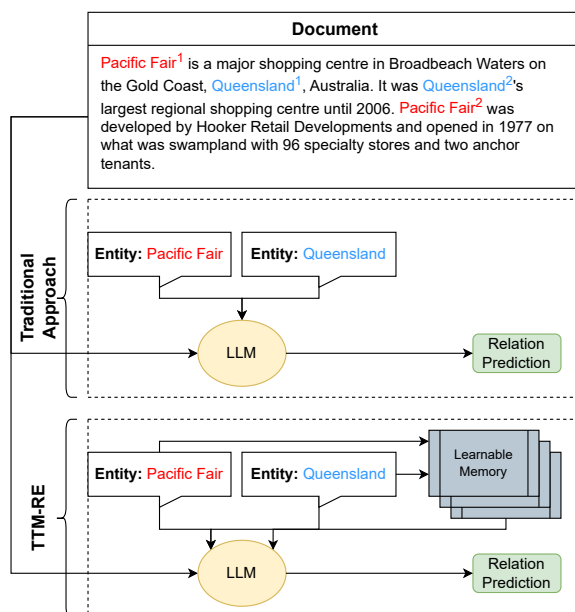 Document
Pacific Fair¹ is a major shopping centre in Broadbeach Waters on
the Gold Coast, Queensland¹, Australia. It was Queensland²'s
largest regional shopping centre until 2006. Pacific Fair² was
developed by Hooker Retail Developments and opened in 1977 on
what was swampland with 96 specialty stores and two anchor
tenants.
Traditional
Approach
Entity: Pacific Fair
Entity: Queensland
LLM
Relation
Prediction
TTM-RE
Entity: Pacific Fair
Entity: Queensland
Learnable
Memory
LLM
Relation
Prediction